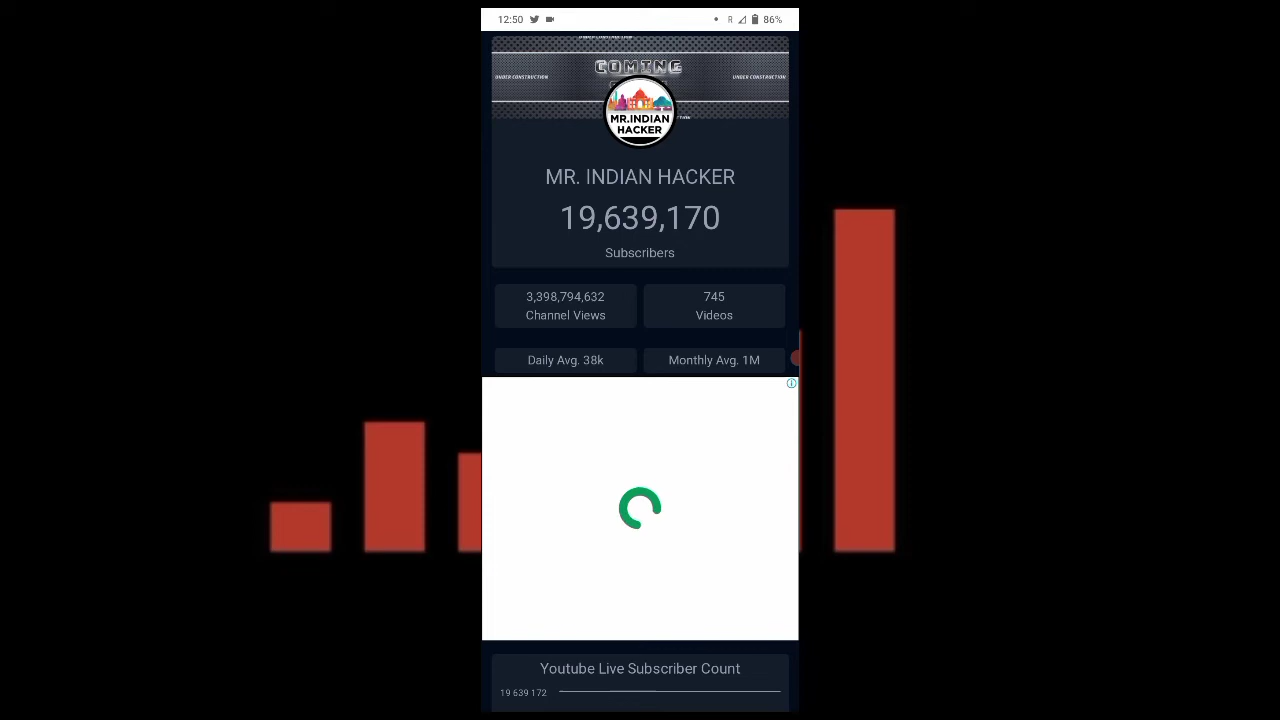 12:50
R
86%
COMING
UNDER CONSTRUCTION
UNDER CONSTRUCTION
MR.INDIAN
HACKER
MR. INDIAN HACKER
19,639,170
Subscribers
3,398,794,632
Channel Views
745
Videos
Daily Avg. 38k
Monthly Avg. 1M
Youtube Live Subscriber Count
19 639 172